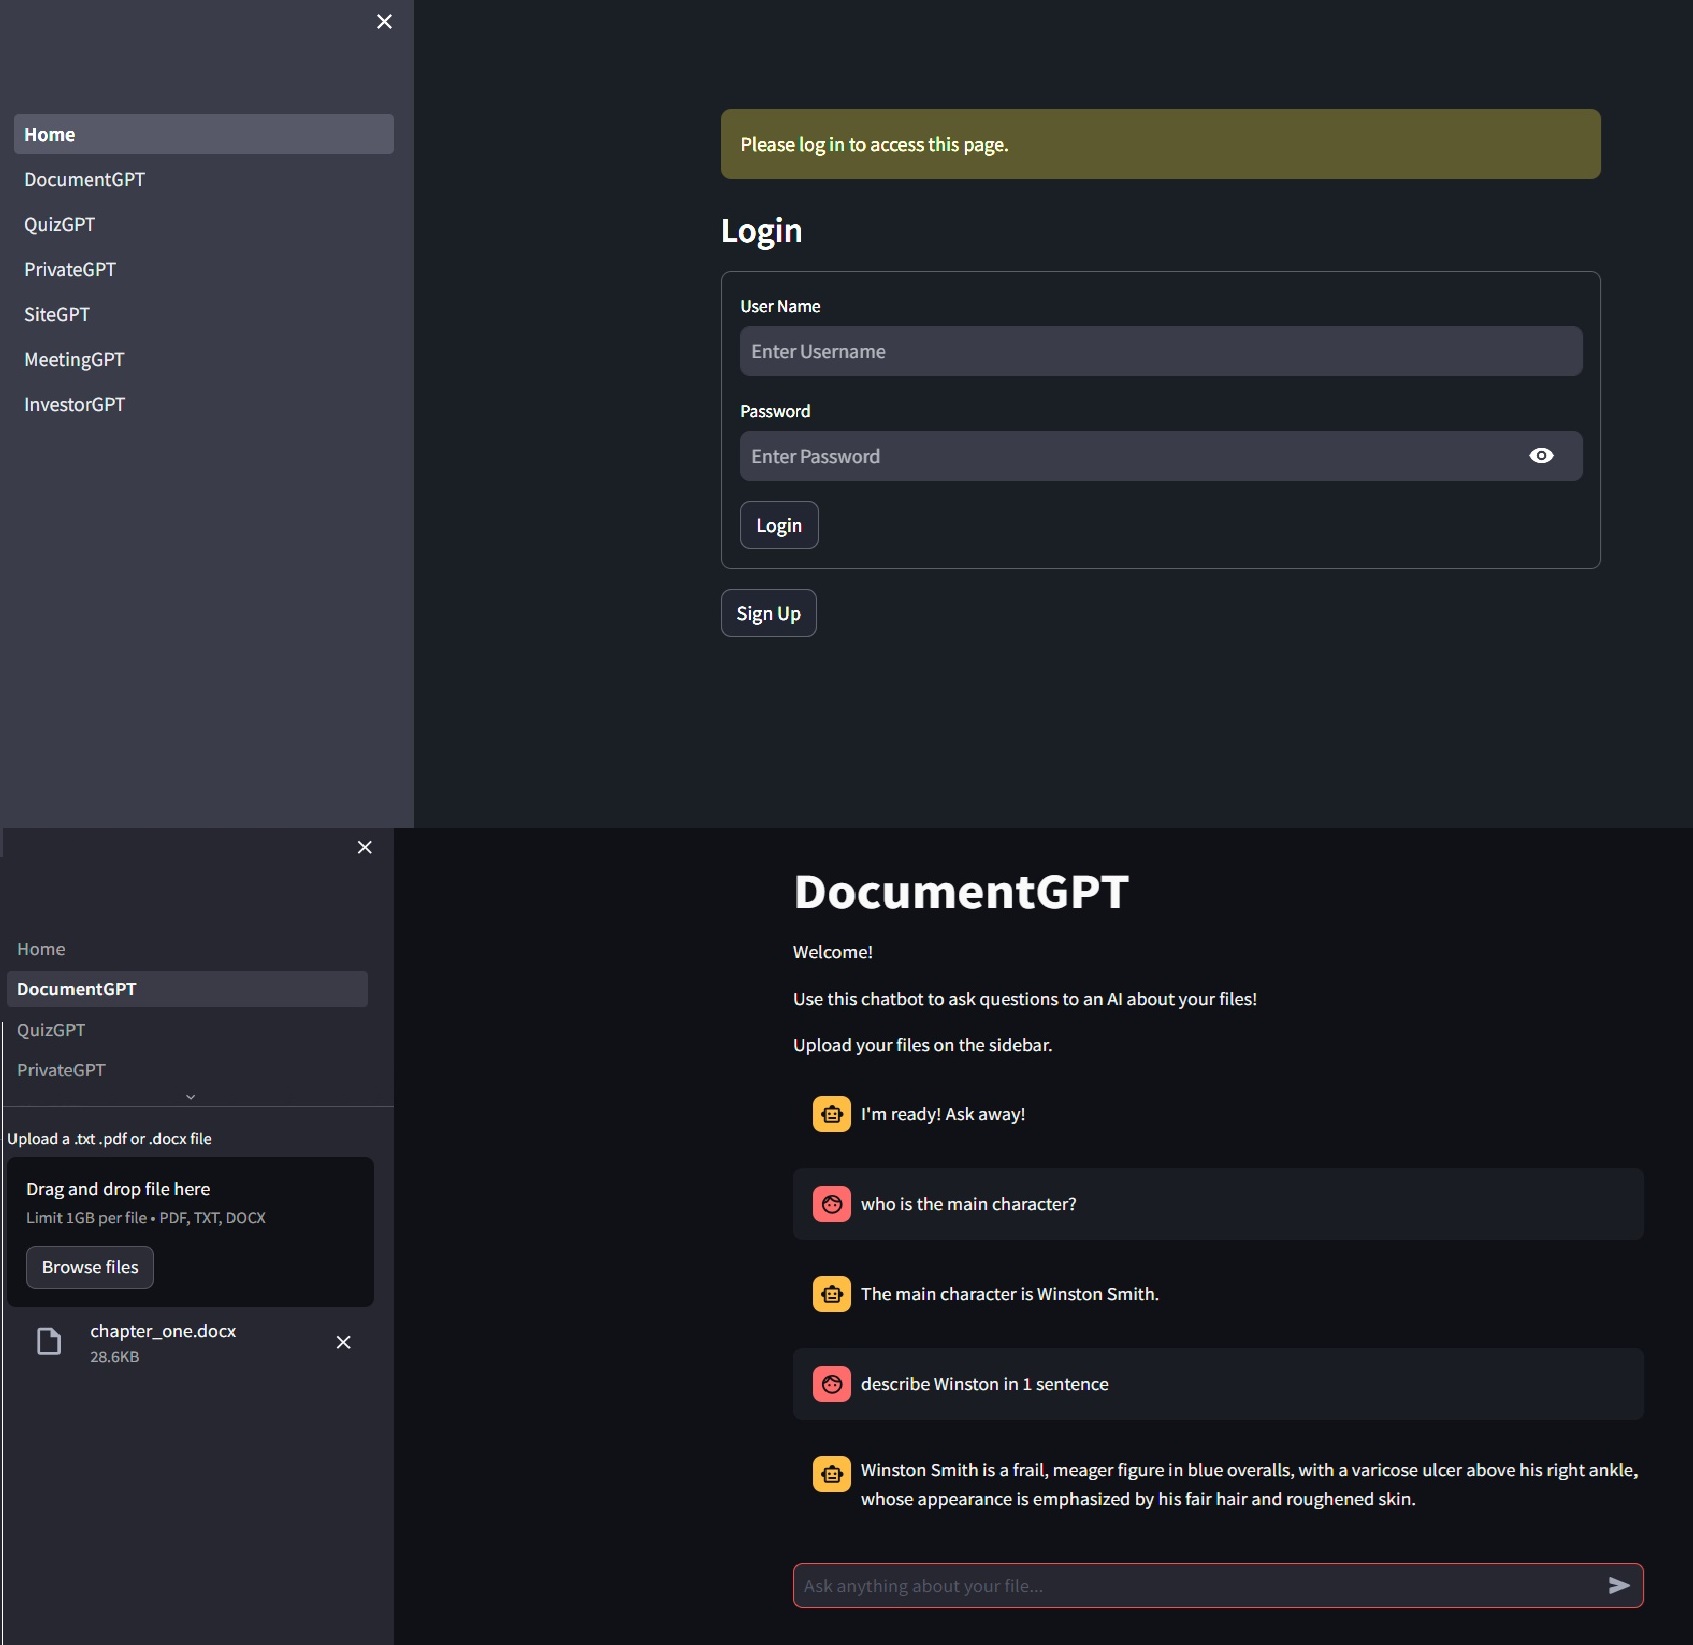 Home
DocumentGPT
QuizGPT
PrivateGPT
SiteGPT
MeetingGPT
InvestorGPT
Please log in to access this page.
Login
User Name
Enter Username
Password
Enter Password
Login
Sign Up
Home
DocumentGPT
QuizGPT
PrivateGPT
Upload a .txt .pdf or .docx file
Drag and drop file here
Limit 1GB per file • PDF, TXT, DOCX
Browse files
chapter_one.docx
28.6KB
DocumentGPT
Welcome!
Use this chatbot to ask questions to an AI about your files!
Upload your files on the sidebar.
I'm ready! Ask away!
who is the main character?
The main character is Winston Smith.
describe Winston in 1 sentence
Winston Smith is a frail, meager figure in blue overalls, with a varicose ulcer above his right ankle,
whose appearance is emphasized by his fair hair and roughened skin.
Ask anything about your file...